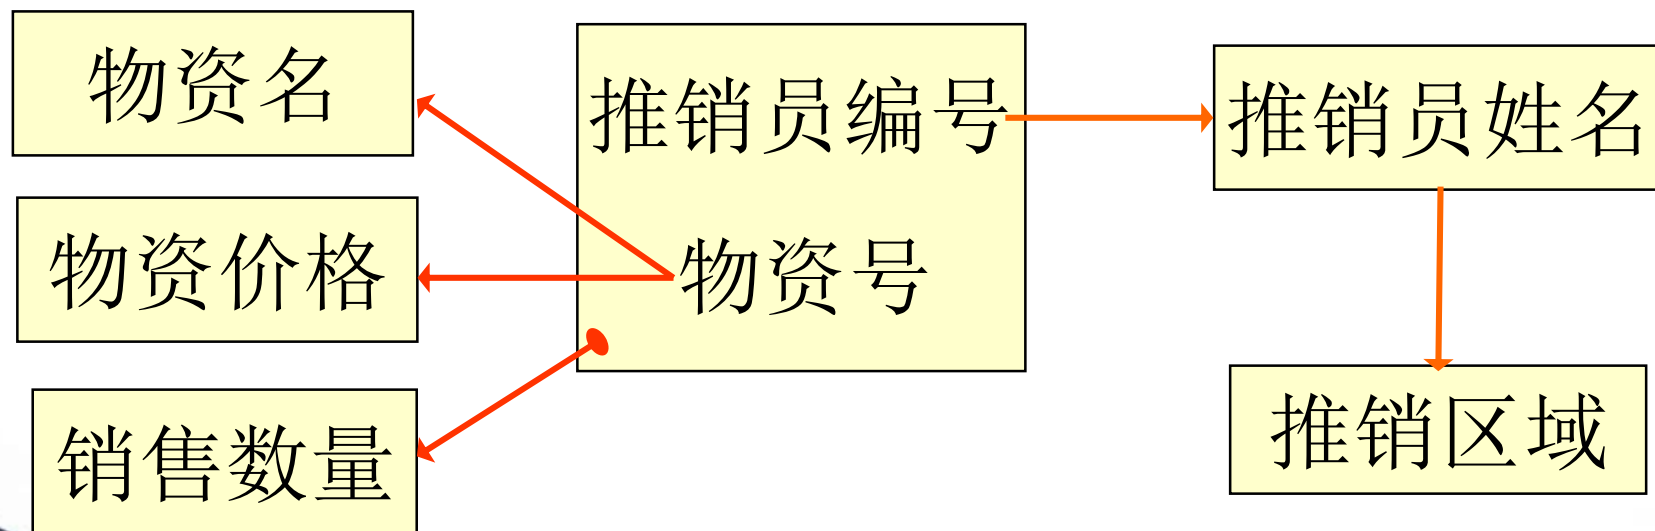 物资名
物资价格
销售数量
推销员编号
物资号
推销员姓名
推销区域